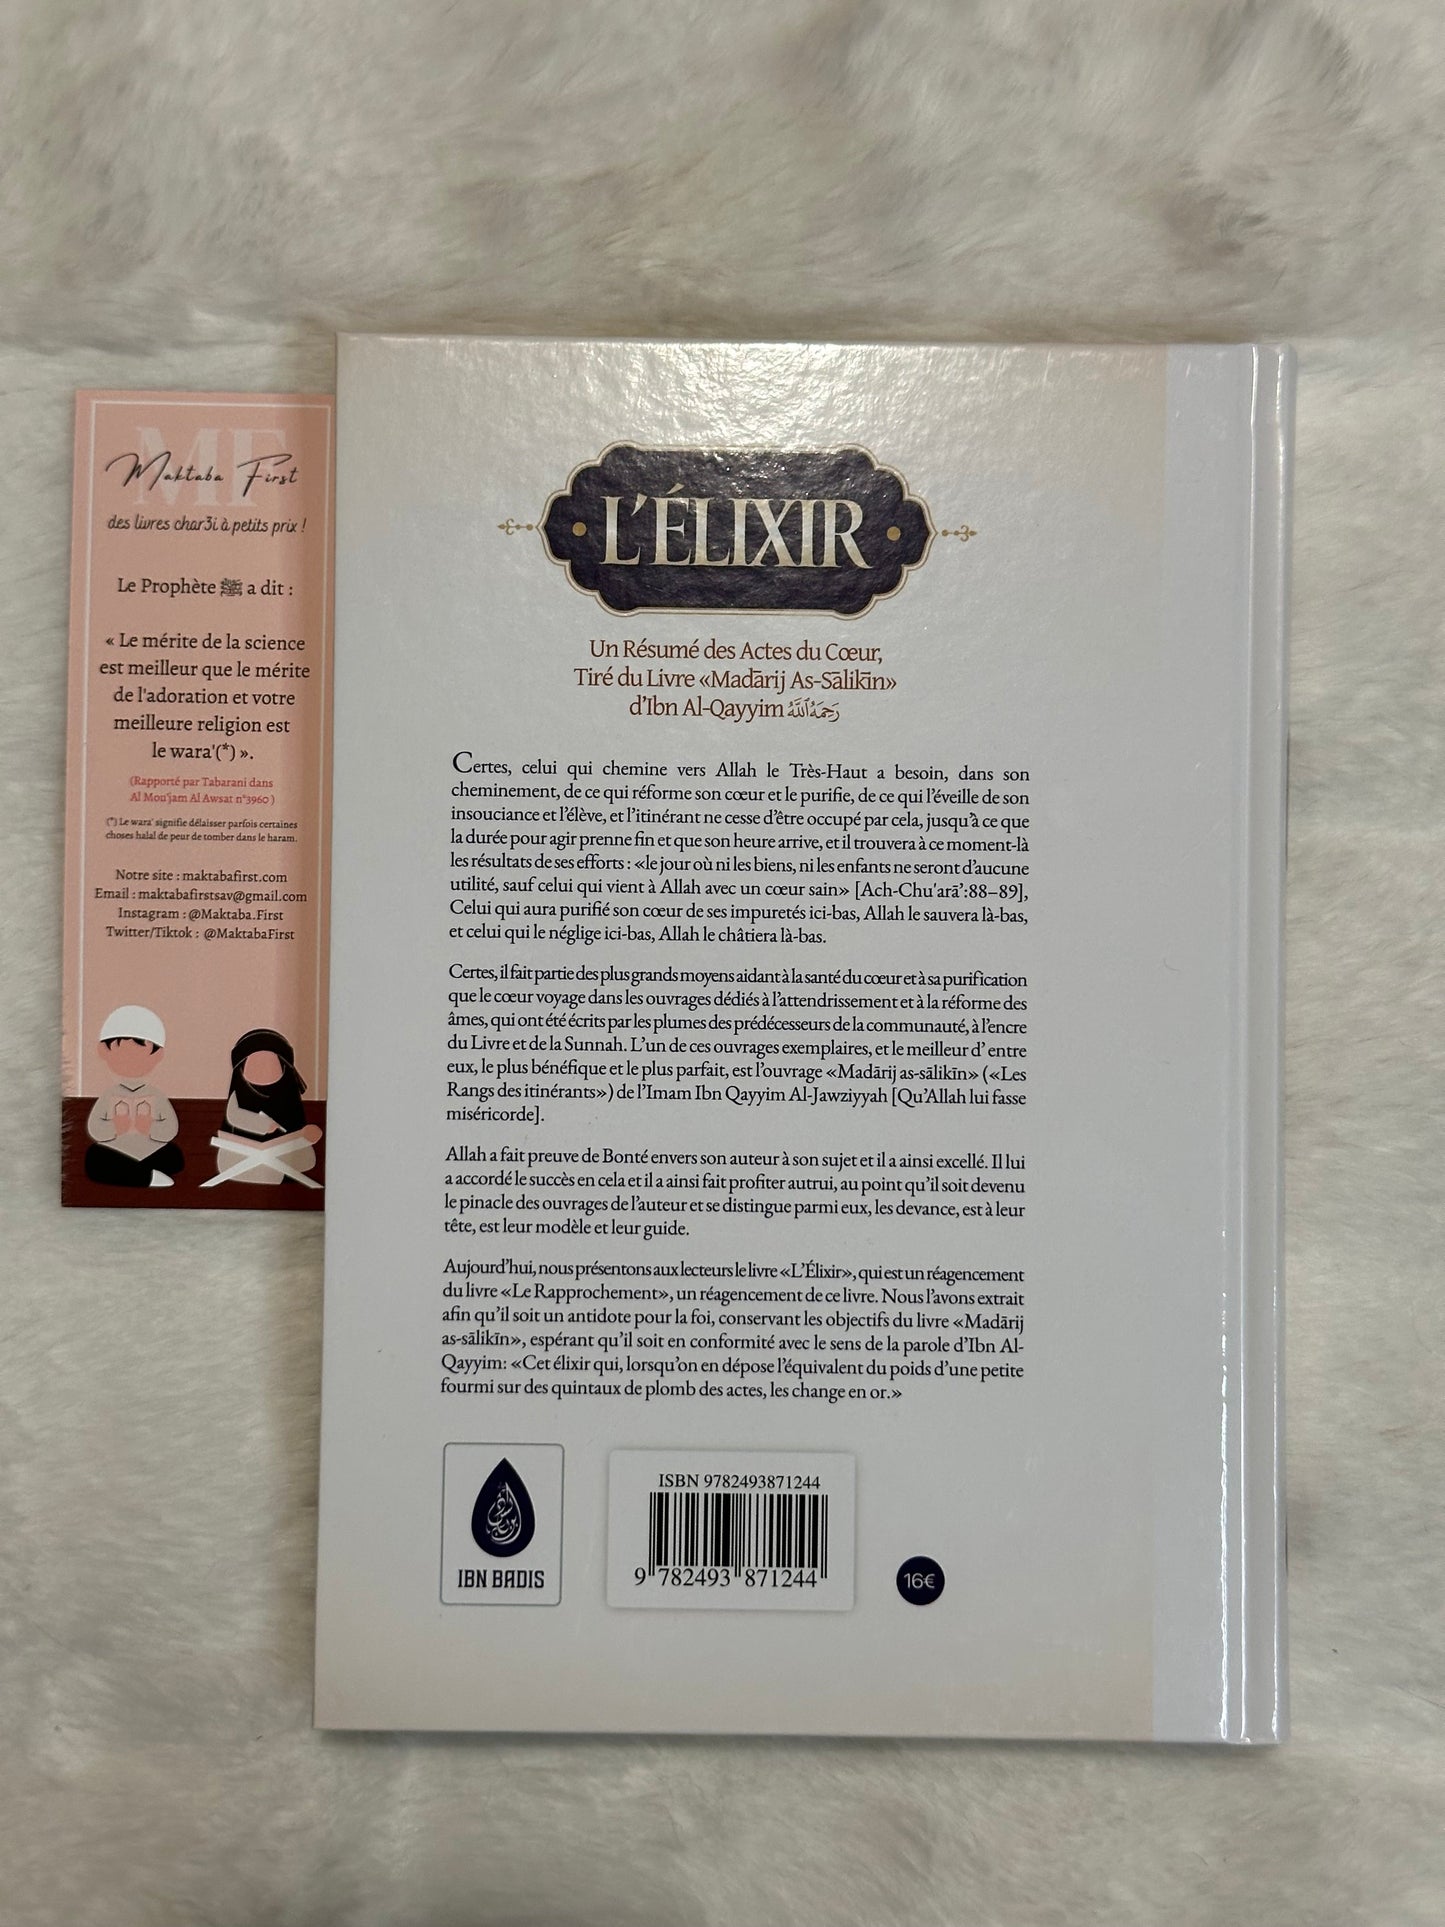 MF
Maktaba First
des livres char3i à petits prix !
Le Prophète ﷺ a dit :
« Le mérite de la science
est meilleur que le mérite
de l'adoration et votre
meilleure religion est
le wara'(*) ».
(Rapporté par Tabarani dans
Al Mou'jam Al Awsat n°3960 )
(*) Le wara' signifie délaisser parfois certaines
choses halal de peur de tomber dans le haram.
Notre site : maktabafirst.com
Email : maktabafirstsav@gmail.com
Instagram : @Maktaba.First
Twitter/Tiktok : @MaktabaFirst
L'ÉLIXIR
Un Résumé des Actes du Cœur,
Tiré du Livre «Madārij As-Sālikīn»
d'Ibn Al-Qayyim رَحِمَهُ ٱللَّهُ
Certes, celui qui chemine vers Allah le Très-Haut a besoin, dans son
cheminement, de ce qui réforme son cœur et le purifie, de ce qui l'éveille de son
insouciance et l'élève, et l'itinérant ne cesse d'être occupé par cela, jusqu'à ce que
la durée pour agir prenne fin et que son heure arrive, et il trouvera à ce moment-là
les résultats de ses efforts : «le jour où ni les biens, ni les enfants ne seront d'aucune
utilité, sauf celui qui vient à Allah avec un cœur sain» [Ach-Chu'arā':88–89],
Celui qui aura purifié son cœur de ses impuretés ici-bas, Allah le sauvera là-bas,
et celui qui le néglige ici-bas, Allah le châtiera là-bas.
Certes, il fait partie des plus grands moyens aidant à la santé du cœur et à sa purification
que le cœur voyage dans les ouvrages dédiés à l'attendrissement et à la réforme des
âmes, qui ont été écrits par les plumes des prédécesseurs de la communauté, à l'encre
du Livre et de la Sunnah. L'un de ces ouvrages exemplaires, et le meilleur d' entre
eux, le plus bénéfique et le plus parfait, est l'ouvrage «Madārij as-sālikīn» («Les
Rangs des itinérants») de l'Imam Ibn Qayyim Al-Jawziyyah [Qu'Allah lui fasse
miséricorde].
Allah a fait preuve de Bonté envers son auteur à son sujet et il a ainsi excellé. Il lui
a accordé le succès en cela et il a ainsi fait profiter autrui, au point qu'il soit devenu
le pinacle des ouvrages de l'auteur et se distingue parmi eux, les devance, est à leur
tête, est leur modèle et leur guide.
Aujourd'hui, nous présentons aux lecteurs le livre «L'Élixir», qui est un réagencement
du livre «Le Rapprochement», un réagencement de ce livre. Nous l'avons extrait
afin qu'il soit un antidote pour la foi, conservant les objectifs du livre «Madārij
as-sālikīn», espérant qu'il soit en conformité avec le sens de la parole d'Ibn Al-
Qayyim: «Cet élixir qui, lorsqu'on en dépose l'équivalent du poids d'une petite
fourmi sur des quintaux de plomb des actes, les change en or.»
IBN BADIS
ISBN 9782493871244
9 782493 871244
16€